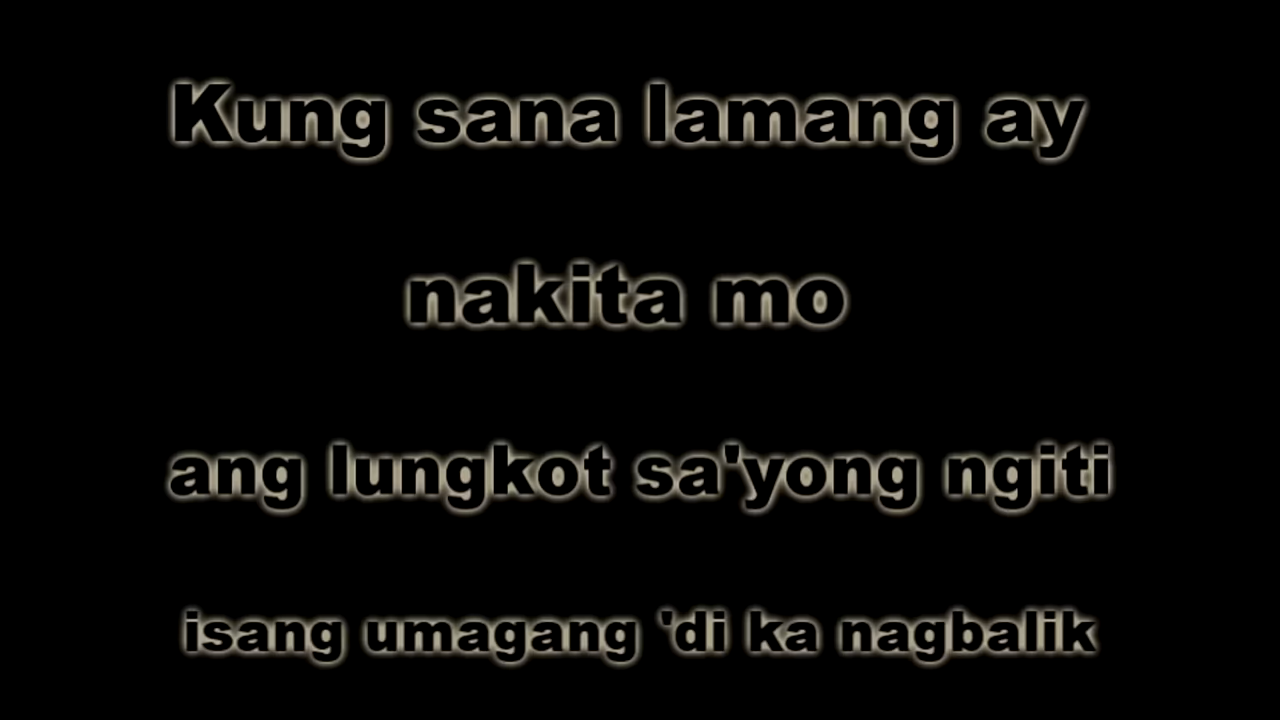 Kung sana lamang ay
nakita mo
ang lungkot sa'yong ngiti
isang umagang 'di ka nagbalik